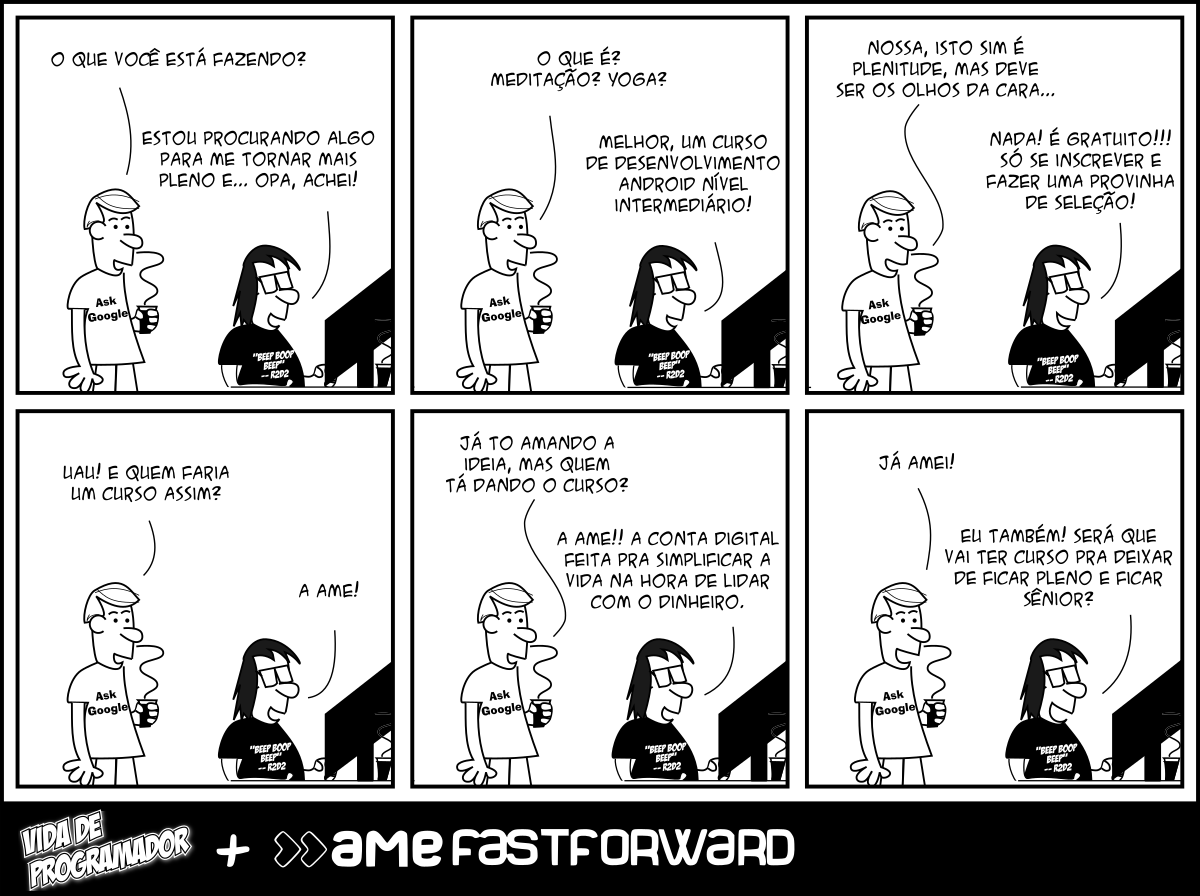 O QUE VOCÊ ESTÁ FAZENDO?
ESTOU PROCURANDO ALGO
PARA ME TORNAR MAIS
PLENO E... OPA, ACHEI!
Ask
Google
"BEEP BOOP
BEEP"
-- R2D2
O QUE É?
MEDITAÇÃO? YOGA?
MELHOR, UM CURSO
DE DESENVOLVIMENTO
ANDROID NÍVEL
INTERMEDIÁRIO!
Ask
Google
"BEEP BOOP
BEEP"
-- R2D2
NOSSA, ISTO SIM É
PLENITUDE, MAS DEVE
SER OS OLHOS DA CARA...
NADA! É GRATUITO!!!
SÓ SE INSCREVER E
FAZER UMA PROVINHA
DE SELEÇÃO!
Ask
Google
"BEEP BOOP
BEEP"
-- R2D2
UAU! E QUEM FARIA
UM CURSO ASSIM?
A AME!
Ask
Google
"BEEP BOOP
BEEP"
-- R2D2
JÁ TO AMANDO A
IDEIA, MAS QUEM
TÁ DANDO O CURSO?
A AME!! A CONTA DIGITAL
FEITA PRA SIMPLIFICAR A
VIDA NA HORA DE LIDAR
COM O DINHEIRO.
Ask
Google
"BEEP BOOP
BEEP"
-- R2D2
JÁ AMEI!
EU TAMBÉM! SERÁ QUE
VAI TER CURSO PRA DEIXAR
DE FICAR PLENO E FICAR
SÊNIOR?
Ask
Google
"BEEP BOOP
BEEP"
-- R2D2
VIDA DE
PROGRAMADOR
+ ame FASTFORWARD